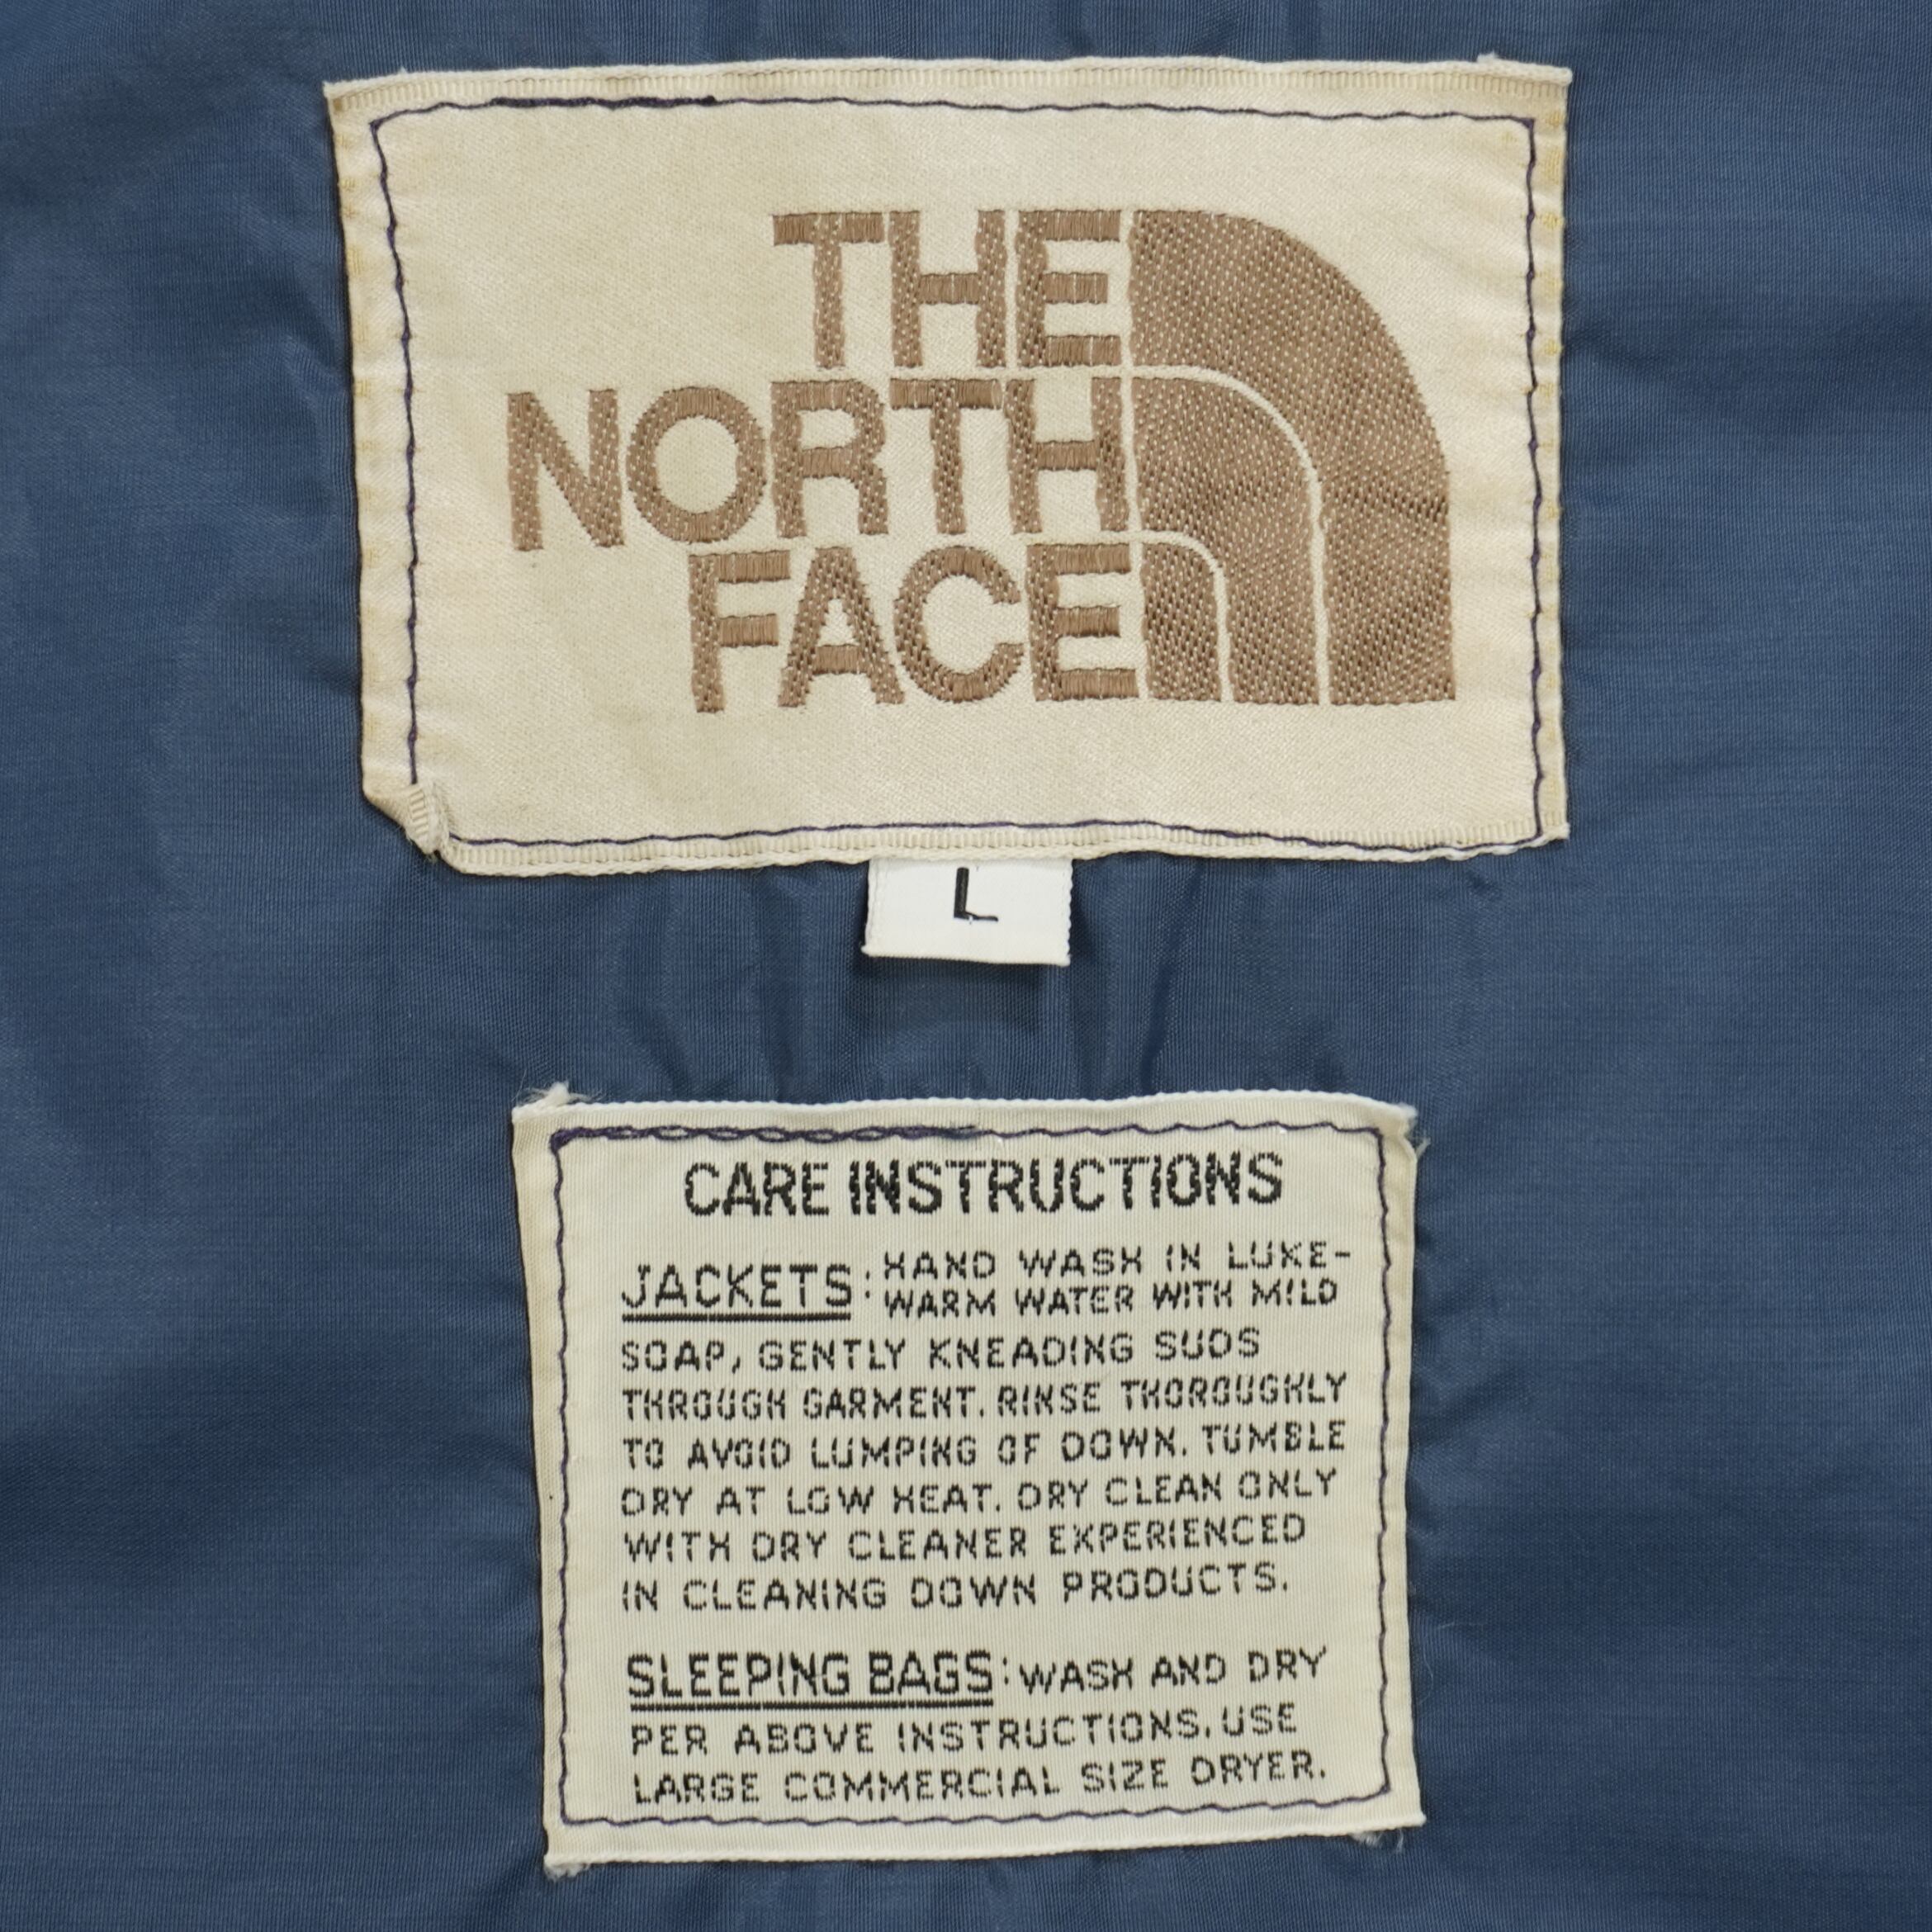 THE
NORTH
FACE
L
CARE INSTRUCTIONS
JACKETS: HAND WASH IN LUKE-
WARM WATER WITH MILD
SOAP, GENTLY KNEADING SUDS
THROUGH GARMENT. RINSE THOROUGHLY
TO AVOID LUMPING OF DOWN. TUMBLE
DRY AT LOW HEAT. DRY CLEAN ONLY
WITH DRY CLEANER EXPERIENCED
IN CLEANING DOWN PRODUCTS.
SLEEPING BAGS: WASH AND DRY
PER ABOVE INSTRUCTIONS. USE
LARGE COMMERCIAL SIZE DRYER.